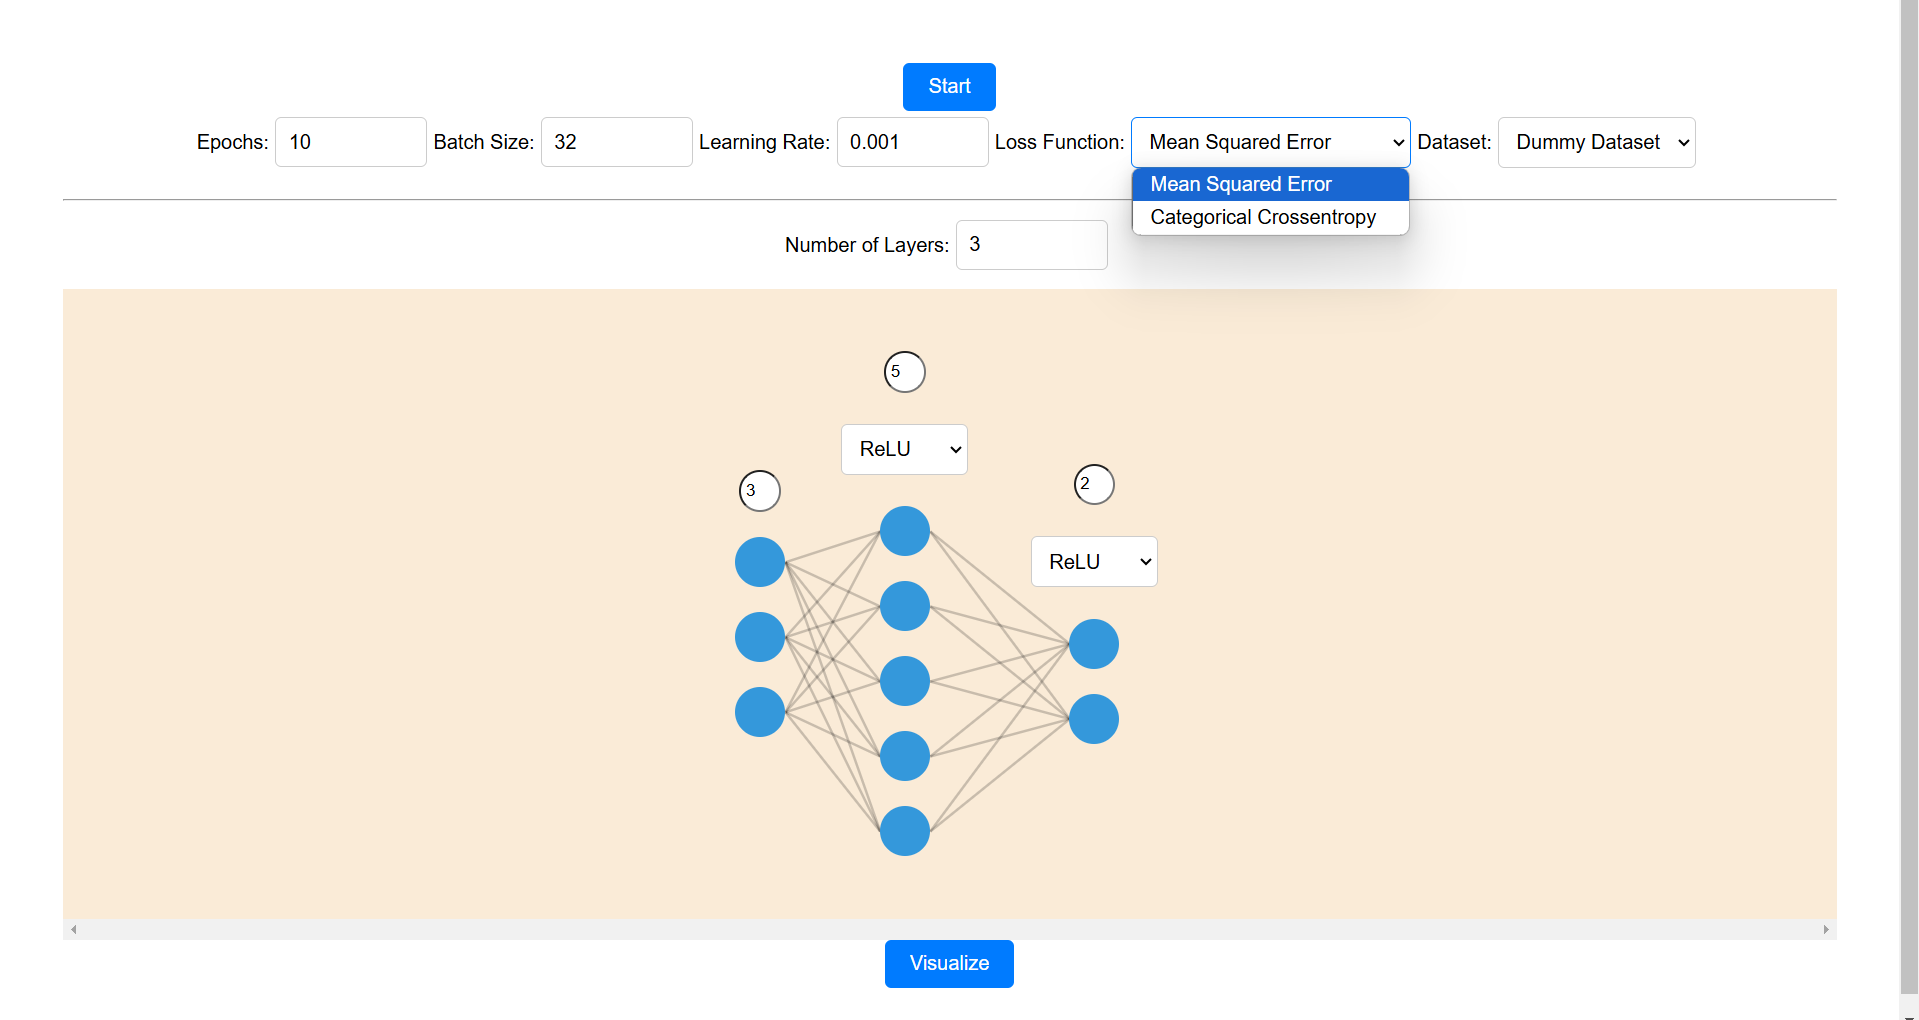 Start
Epochs: 10 Batch Size: 32 Learning Rate: 0.001 Loss Function: Mean Squared Error Dataset: Dummy Dataset
Mean Squared Error
Categorical Crossentropy
Number of Layers: 3
5
ReLU
3
2
ReLU
Visualize